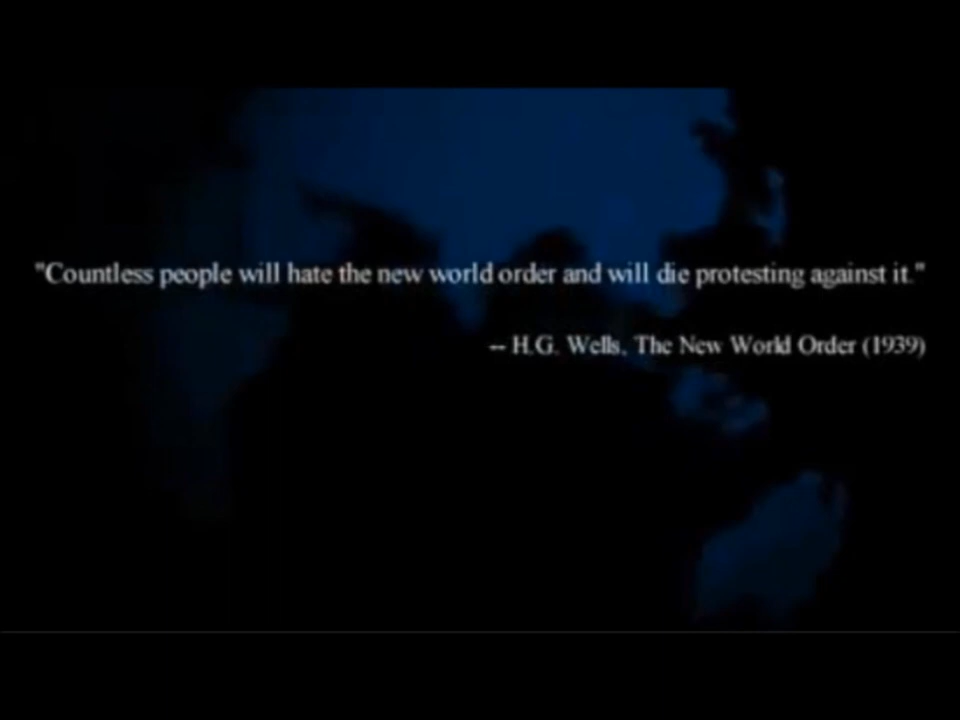 "Countless people will hate the new world order and will die protesting against it."
-- H.G. Wells, The New World Order (1939)